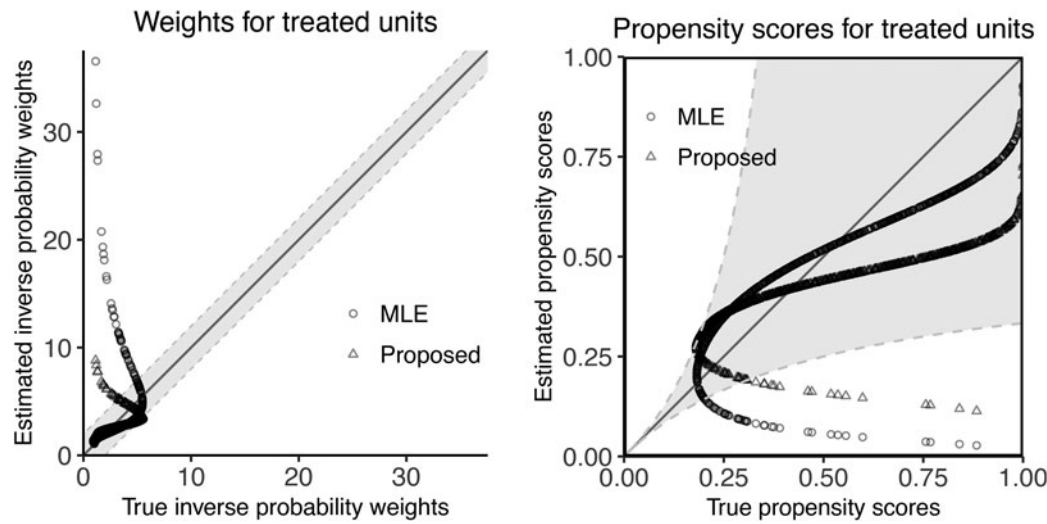 Weights for treated units
Estimated inverse probability weights
30
20
10
0
MLE
Proposed
0 10 20 30
True inverse probability weights
Propensity scores for treated units
Estimated propensity scores
1.00
0.75
0.50
0.25
0.00
MLE
Proposed
0.00 0.25 0.50 0.75 1.00
True propensity scores